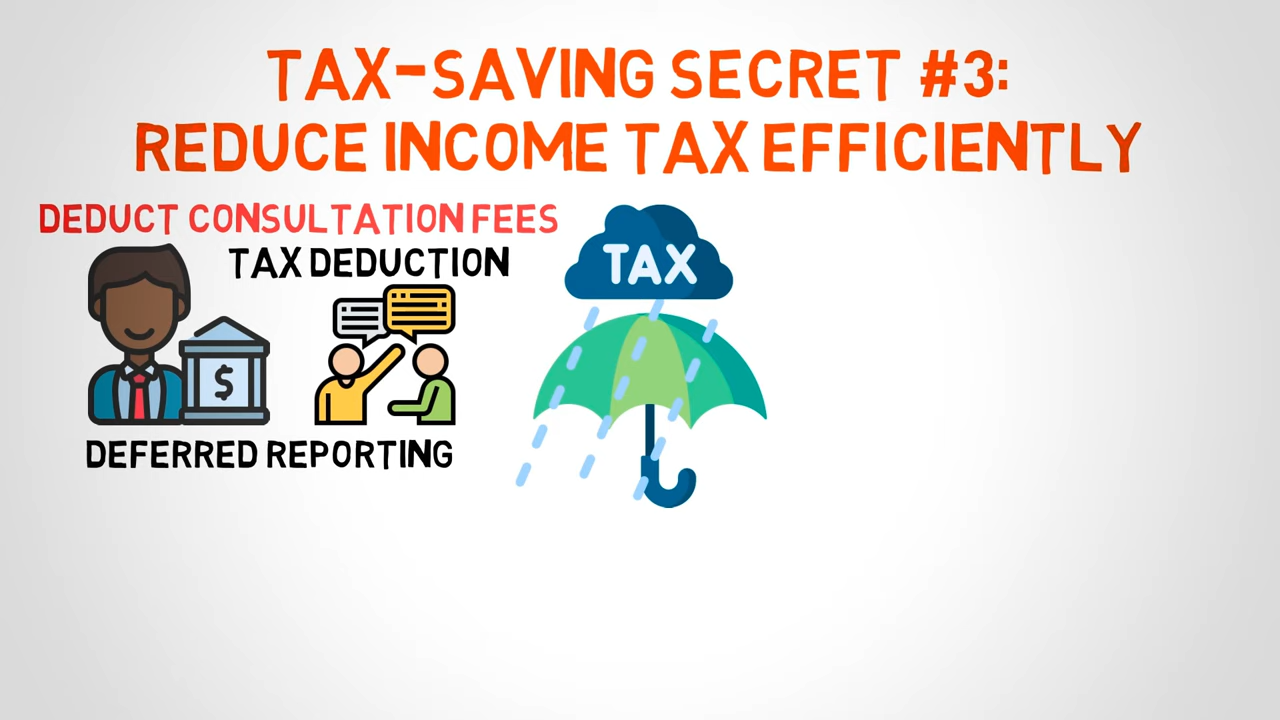 TAX-SAVING SECRET #3:
REDUCE INCOME TAX EFFICIENTLY
DEDUCT CONSULTATION FEES
TAX DEDUCTION
TAX
$
DEFERRED REPORTING